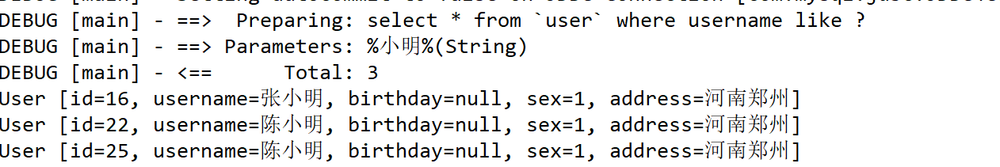 DEBUG [main] - ==>  Preparing: select * from `user` where username like ?
DEBUG [main] - ==> Parameters: %小明%(String)
DEBUG [main] - <==      Total: 3
User [id=16, username=张小明, birthday=null, sex=1, address=河南郑州]
User [id=22, username=陈小明, birthday=null, sex=1, address=河南郑州]
User [id=25, username=陈小明, birthday=null, sex=1, address=河南郑州]